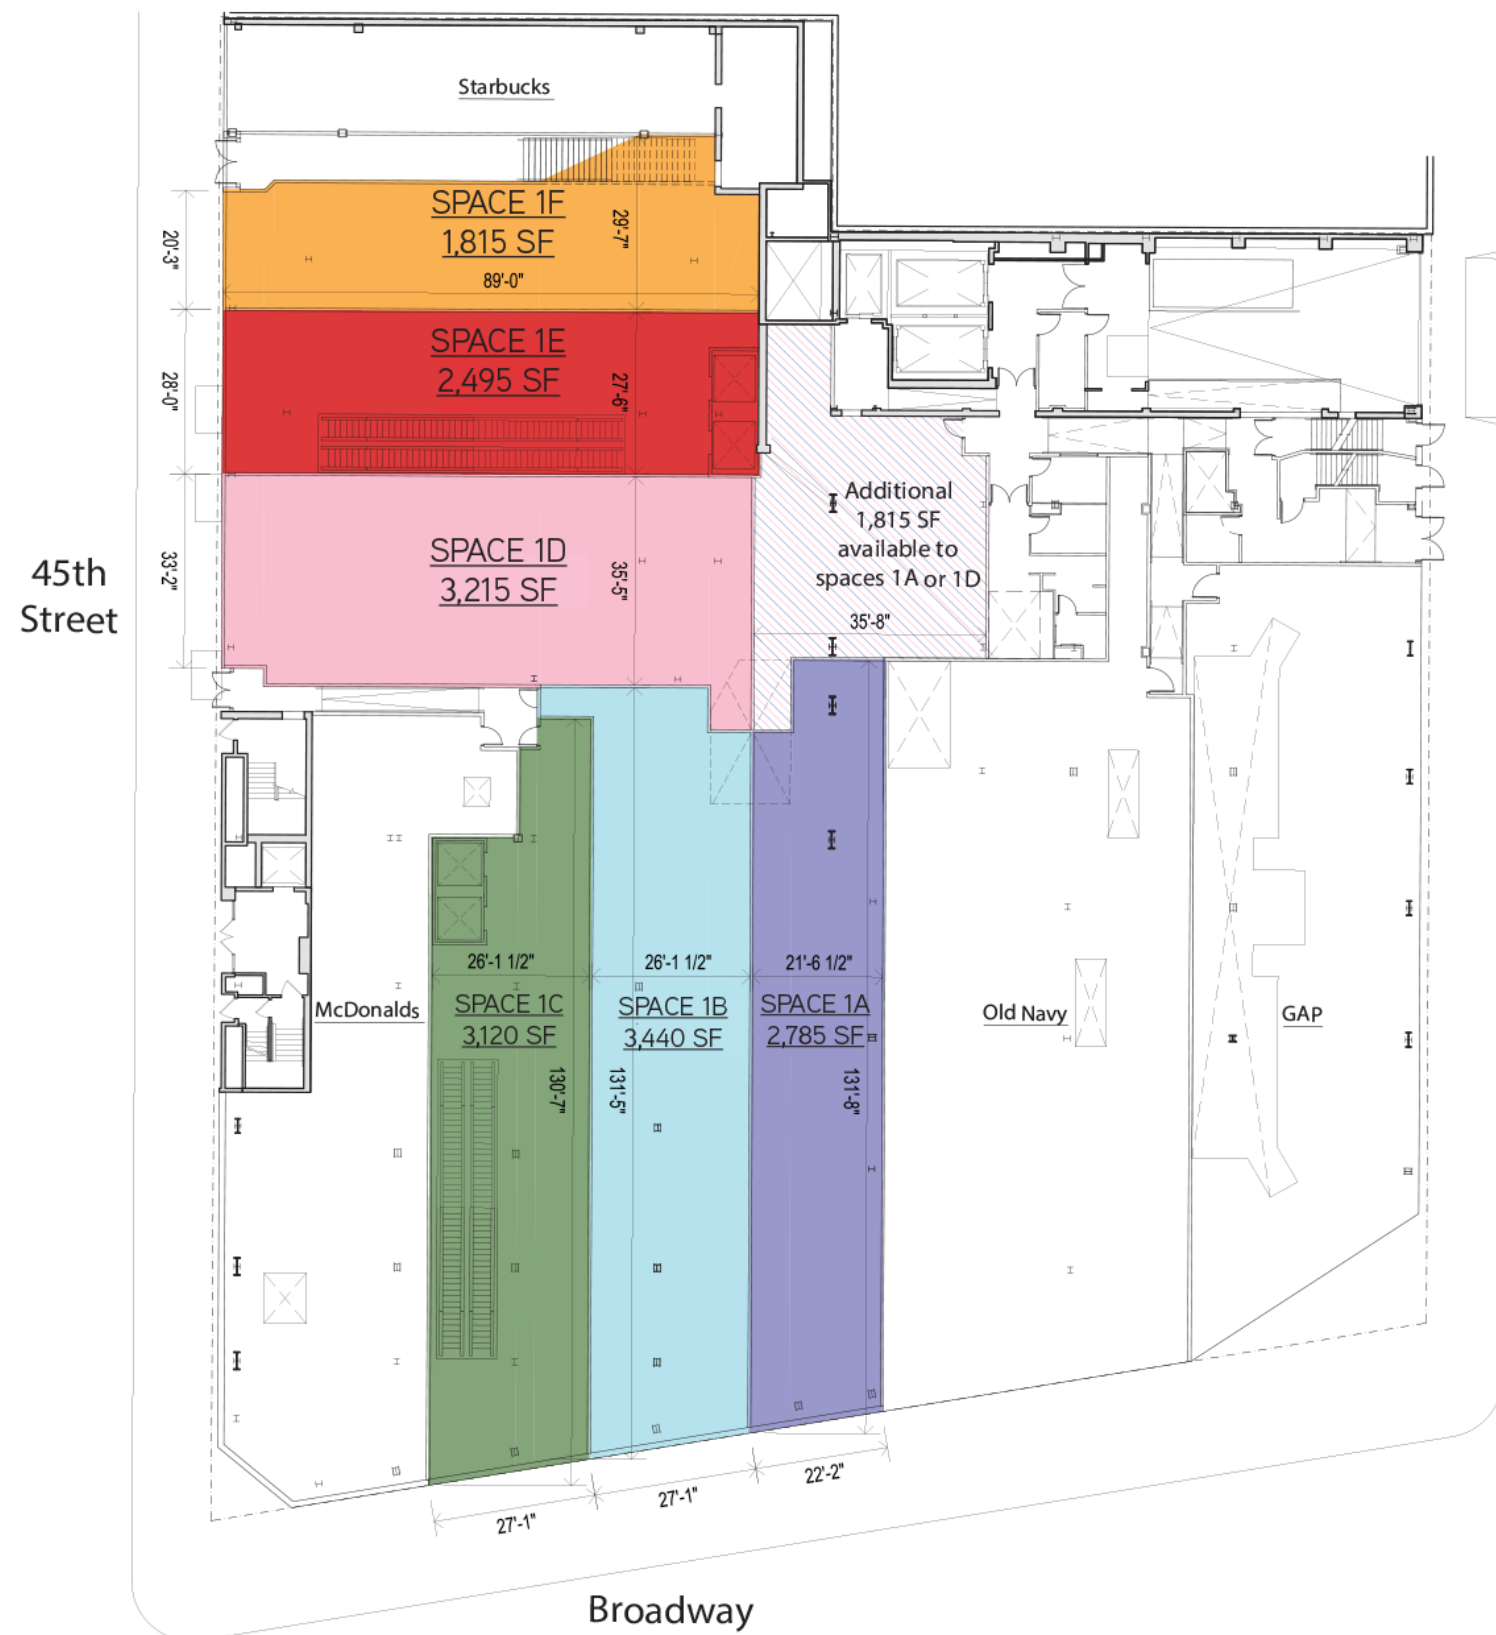 Starbucks
SPACE 1F
1,815 SF
29'-7"
20'-3"
89'-0"
SPACE 1E
2,495 SF
27'-6"
28'-0"
SPACE 1D
3,215 SF
35'-5"
33'-2"
Additional
1,815 SF
available to
spaces 1A or 1D
35'-8"
45th
Street
26'-1 1/2"
26'-1 1/2"
21'-6 1/2"
McDonalds
SPACE 1C
3,120 SF
SPACE 1B
3,440 SF
SPACE 1A
2,785 SF
Old Navy
GAP
130'-7"
131'-5"
131'-8"
27'-1"
27'-1"
22'-2"
Broadway